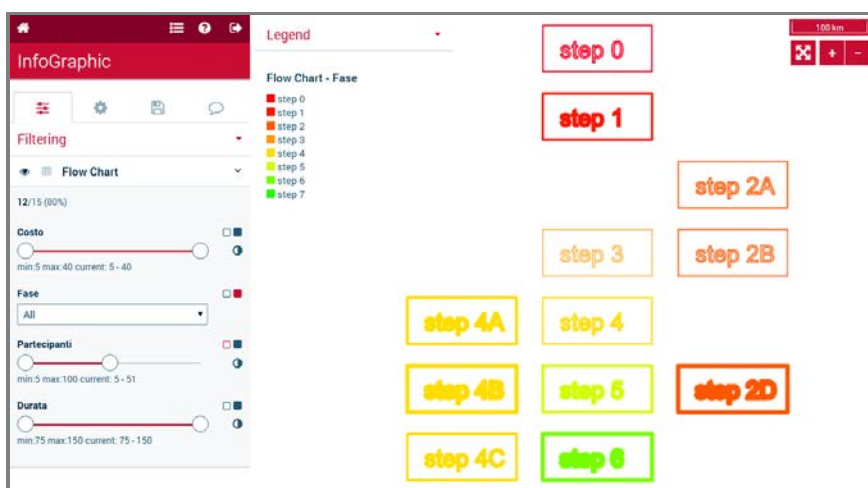 InfoGraphic
Filtering
Flow Chart
12/15 (80%)
Costo
min:5 max:40 current: 5 - 40
Fase
All
Partecipanti
min:5 max:100 current: 5 - 51
Durata
min:75 max:150 current: 75 - 150
Legend
Flow Chart - Fase
step 0
step 1
step 2
step 3
step 4
step 5
step 6
step 7
step 0
step 1
step 2A
step 3
step 2B
step 4A
step 4
step 4B
step 5
step 2D
step 4C
step 6
100 km
+ -